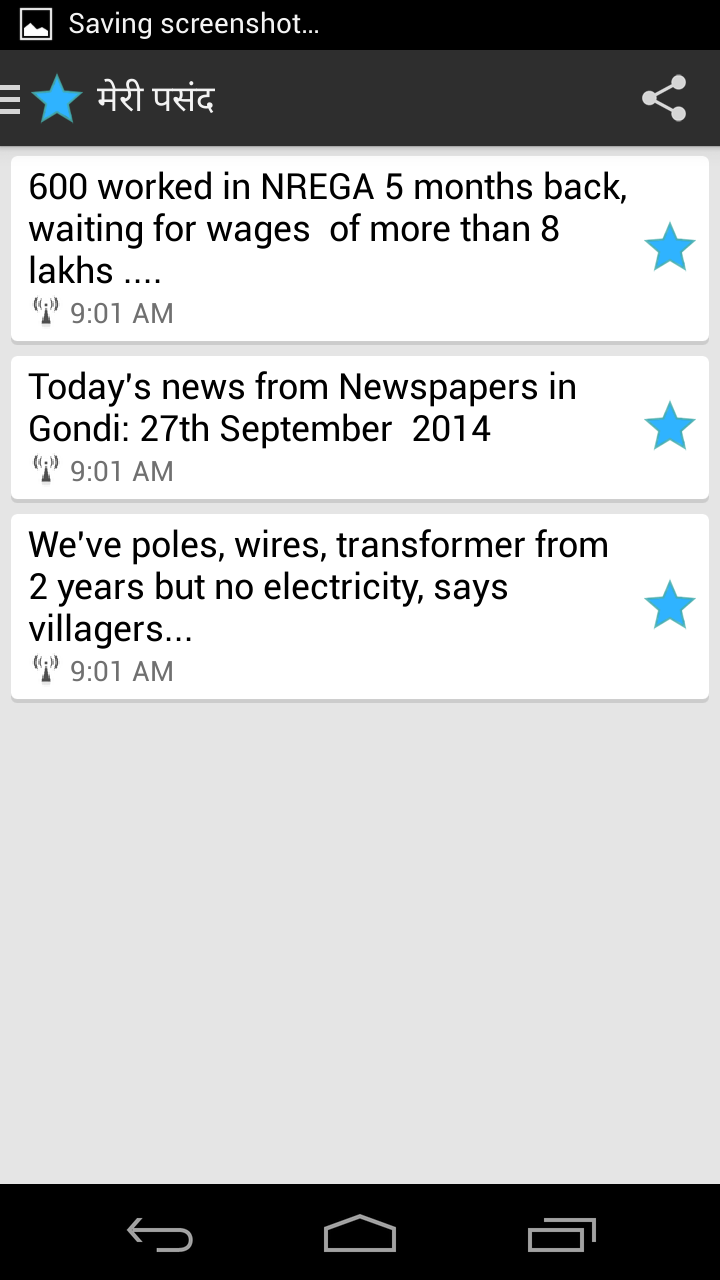 Saving screenshot...
मेरी पसंद
600 worked in NREGA 5 months back,
waiting for wages  of more than 8
lakhs ....
9:01 AM
Today's news from Newspapers in
Gondi: 27th September  2014
9:01 AM
We've poles, wires, transformer from
2 years but no electricity, says
villagers...
9:01 AM